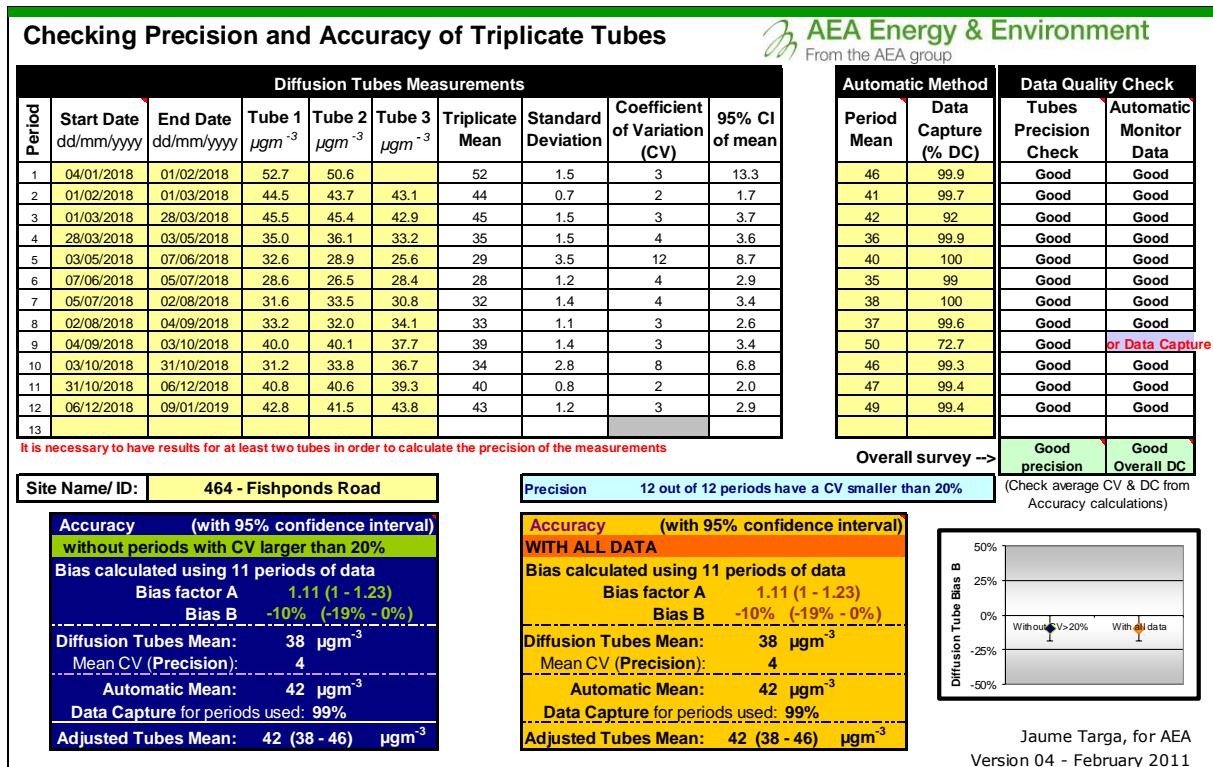 Checking Precision and Accuracy of Triplicate Tubes
AEA Energy & Environment
From the AEA group
Diffusion Tubes Measurements
Automatic Method
Data Quality Check
Period Start Date dd/mm/yyyy End Date dd/mm/yyyy Tube 1 µgm-3 Tube 2 µgm-3 Tube 3 µgm-3 Triplicate Mean Standard Deviation Coefficient of Variation (CV) 95% CI of mean Period Mean Data Capture (% DC) Tubes Precision Check Automatic Monitor Data
1 04/01/2018 01/02/2018 52.7 50.6 52 1.5 3 13.3 46 99.9 Good Good
2 01/02/2018 01/03/2018 44.5 43.7 43.1 44 0.7 2 1.7 41 99.7 Good Good
3 01/03/2018 28/03/2018 45.5 45.4 42.9 45 1.5 3 3.7 42 92 Good Good
4 28/03/2018 03/05/2018 35.0 36.1 33.2 35 1.5 4 3.6 36 99.9 Good Good
5 03/05/2018 07/06/2018 32.6 28.9 25.6 29 3.5 12 8.7 40 100 Good Good
6 07/06/2018 05/07/2018 28.6 26.5 28.4 28 1.2 4 2.9 35 99 Good Good
7 05/07/2018 02/08/2018 31.6 33.5 30.8 32 1.4 4 3.4 38 100 Good Good
8 02/08/2018 04/09/2018 33.2 32.0 34.1 33 1.1 3 2.6 37 99.6 Good Good
9 04/09/2018 03/10/2018 40.0 40.1 37.7 39 1.4 3 3.4 50 72.7 Good or Data Capture
10 03/10/2018 31/10/2018 31.2 33.8 36.7 34 2.8 8 6.8 46 99.3 Good Good
11 31/10/2018 06/12/2018 40.8 40.6 39.3 40 0.8 2 2.0 47 99.4 Good Good
12 06/12/2018 09/01/2019 42.8 41.5 43.8 43 1.2 3 2.9 49 99.4 Good Good
13
It is necessary to have results for at least two tubes in order to calculate the precision of the measurements
Overall survey --> Good precision Good Overall DC
Site Name/ ID: 464 - Fishponds Road
Precision 12 out of 12 periods have a CV smaller than 20%
(Check average CV & DC from
Accuracy calculations)
Accuracy (with 95% confidence interval)
without periods with CV larger than 20%
Bias calculated using 11 periods of data
Bias factor A 1.11 (1 - 1.23)
Bias B -10% (-19% - 0%)
Diffusion Tubes Mean: 38 µgm-3
Mean CV (Precision): 4
Automatic Mean: 42 µgm-3
Data Capture for periods used: 99%
Adjusted Tubes Mean: 42 (38 - 46) µgm-3
Accuracy (with 95% confidence interval)
WITH ALL DATA
Bias calculated using 11 periods of data
Bias factor A 1.11 (1 - 1.23)
Bias B -10% (-19% - 0%)
Diffusion Tubes Mean: 38 µgm-3
Mean CV (Precision): 4
Automatic Mean: 42 µgm-3
Data Capture for periods used: 99%
Adjusted Tubes Mean: 42 (38 - 46) µgm-3
Diffusion Tube Bias B
50%
25%
0%
-25%
-50%
Without CV>20%
With all data
Jaume Targa, for AEA
Version 04 - February 2011